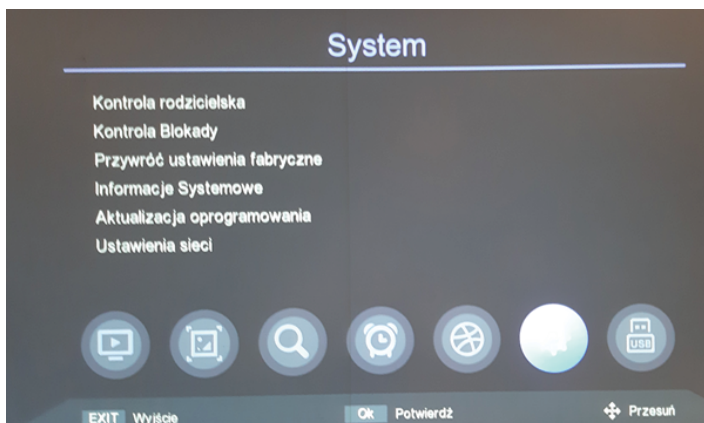 System
Kontrola rodzicielska
Kontrola Blokady
Przywróć ustawienia fabryczne
Informacje Systemowe
Aktualizacja oprogramowania
Ustawienia sieci
USB
EXIT Wyjście Ok Potwierdź Przesuń